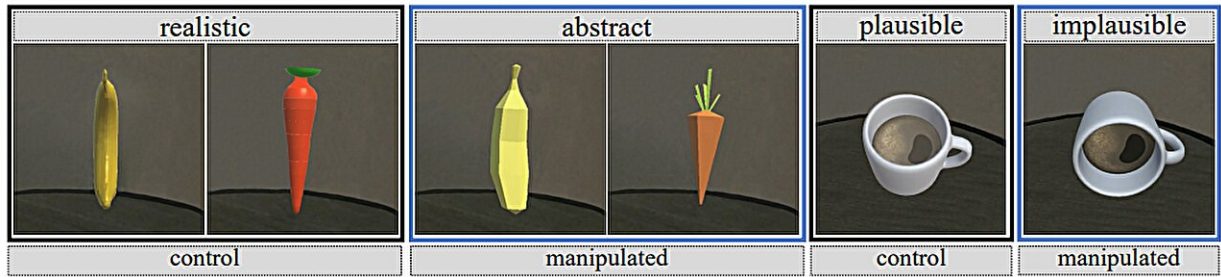 realistic
abstract
plausible
implausible
control
manipulated
control
manipulated